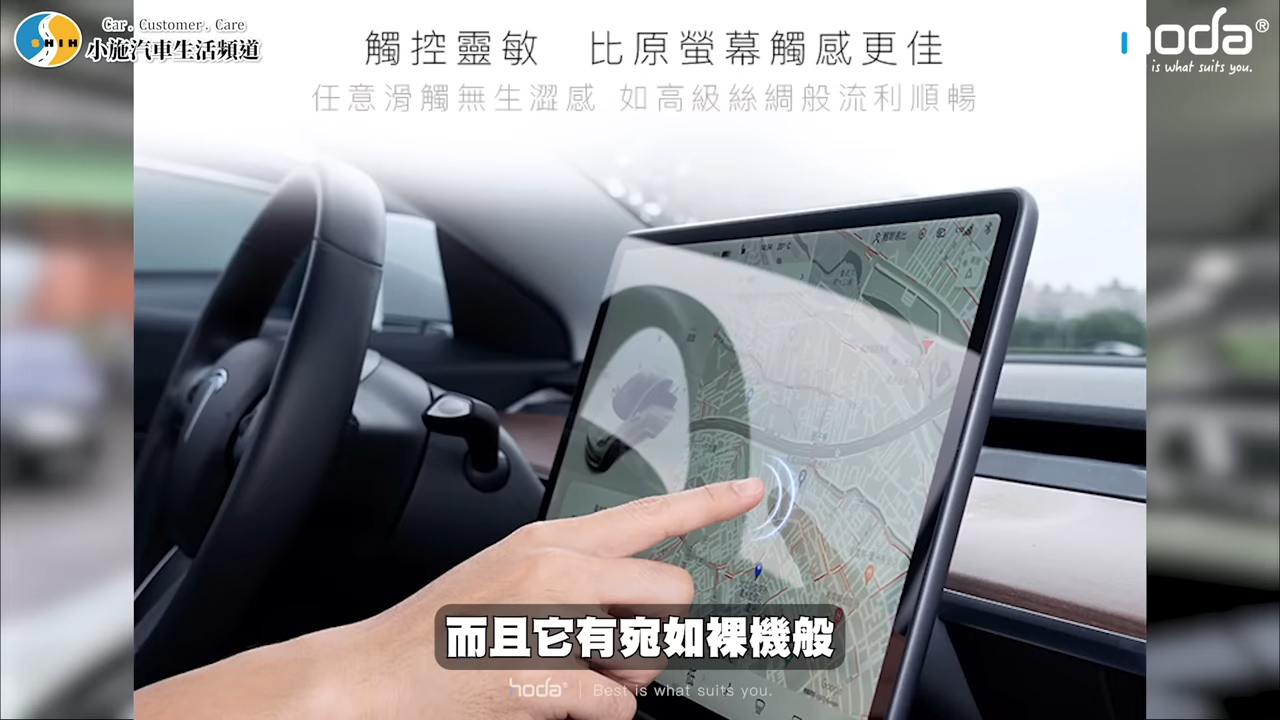 Car . Customer . Care
SHIH
小施汽車生活頻道
觸控靈敏 比原螢幕觸感更佳
任意滑觸無生澀感 如高級絲綢般流利順暢
hoda®
is what suits you.
而且它有宛如裸機般
hoda® | Best is what suits you.